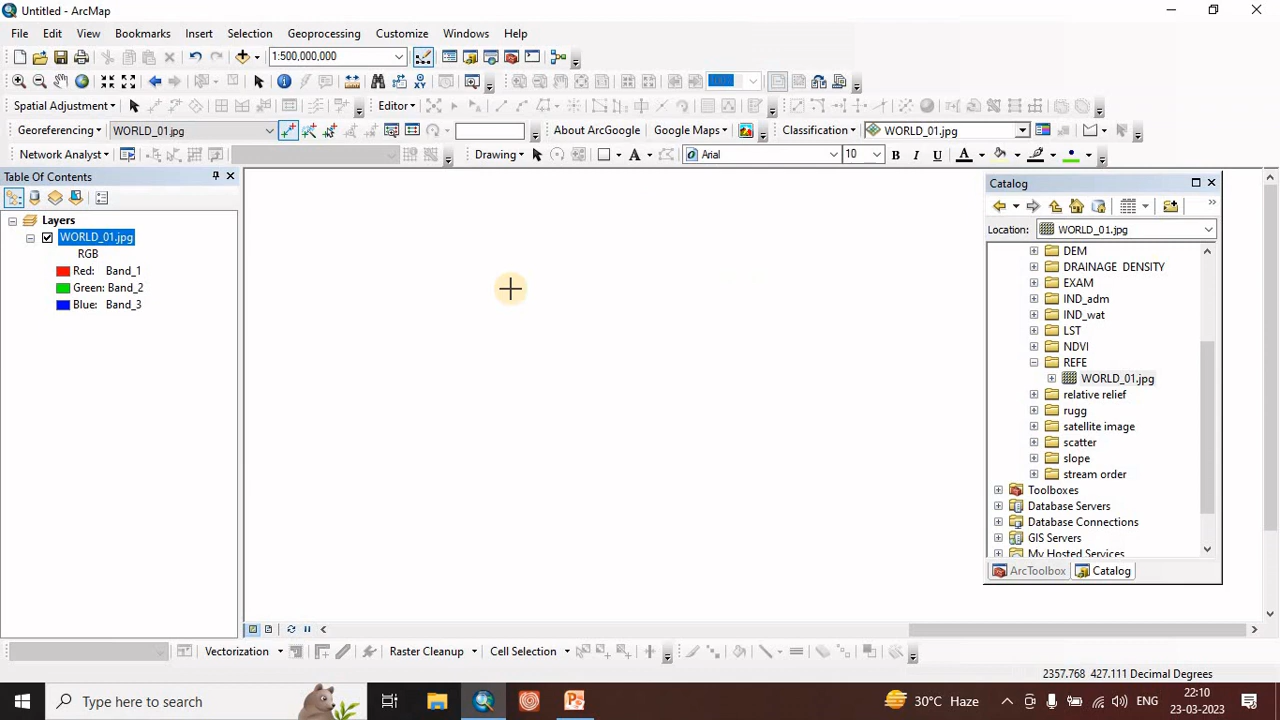 Untitled - ArcMap
File Edit View Bookmarks Insert Selection Geoprocessing Customize Windows Help
1:500,000,000
Spatial Adjustment Editor
Georeferencing WORLD_01.jpg About ArcGoogle Google Maps Classification WORLD_01.jpg
Network Analyst Drawing A Arial 10 B I U A
Table Of Contents
Layers
WORLD_01.jpg
RGB
Red: Band_1
Green: Band_2
Blue: Band_3
Catalog
Location: WORLD_01.jpg
DEM
DRAINAGE DENSITY
EXAM
IND_adm
IND_wat
LST
NDVI
REFE
WORLD_01.jpg
relative relief
rugg
satellite image
scatter
slope
stream order
Toolboxes
Database Servers
Database Connections
GIS Servers
My Hosted Services
ArcToolbox Catalog
Vectorization Raster Cleanup Cell Selection
2357.768 427.111 Decimal Degrees
Type here to search
30°C Haze
ENG
22:10
23-03-2023